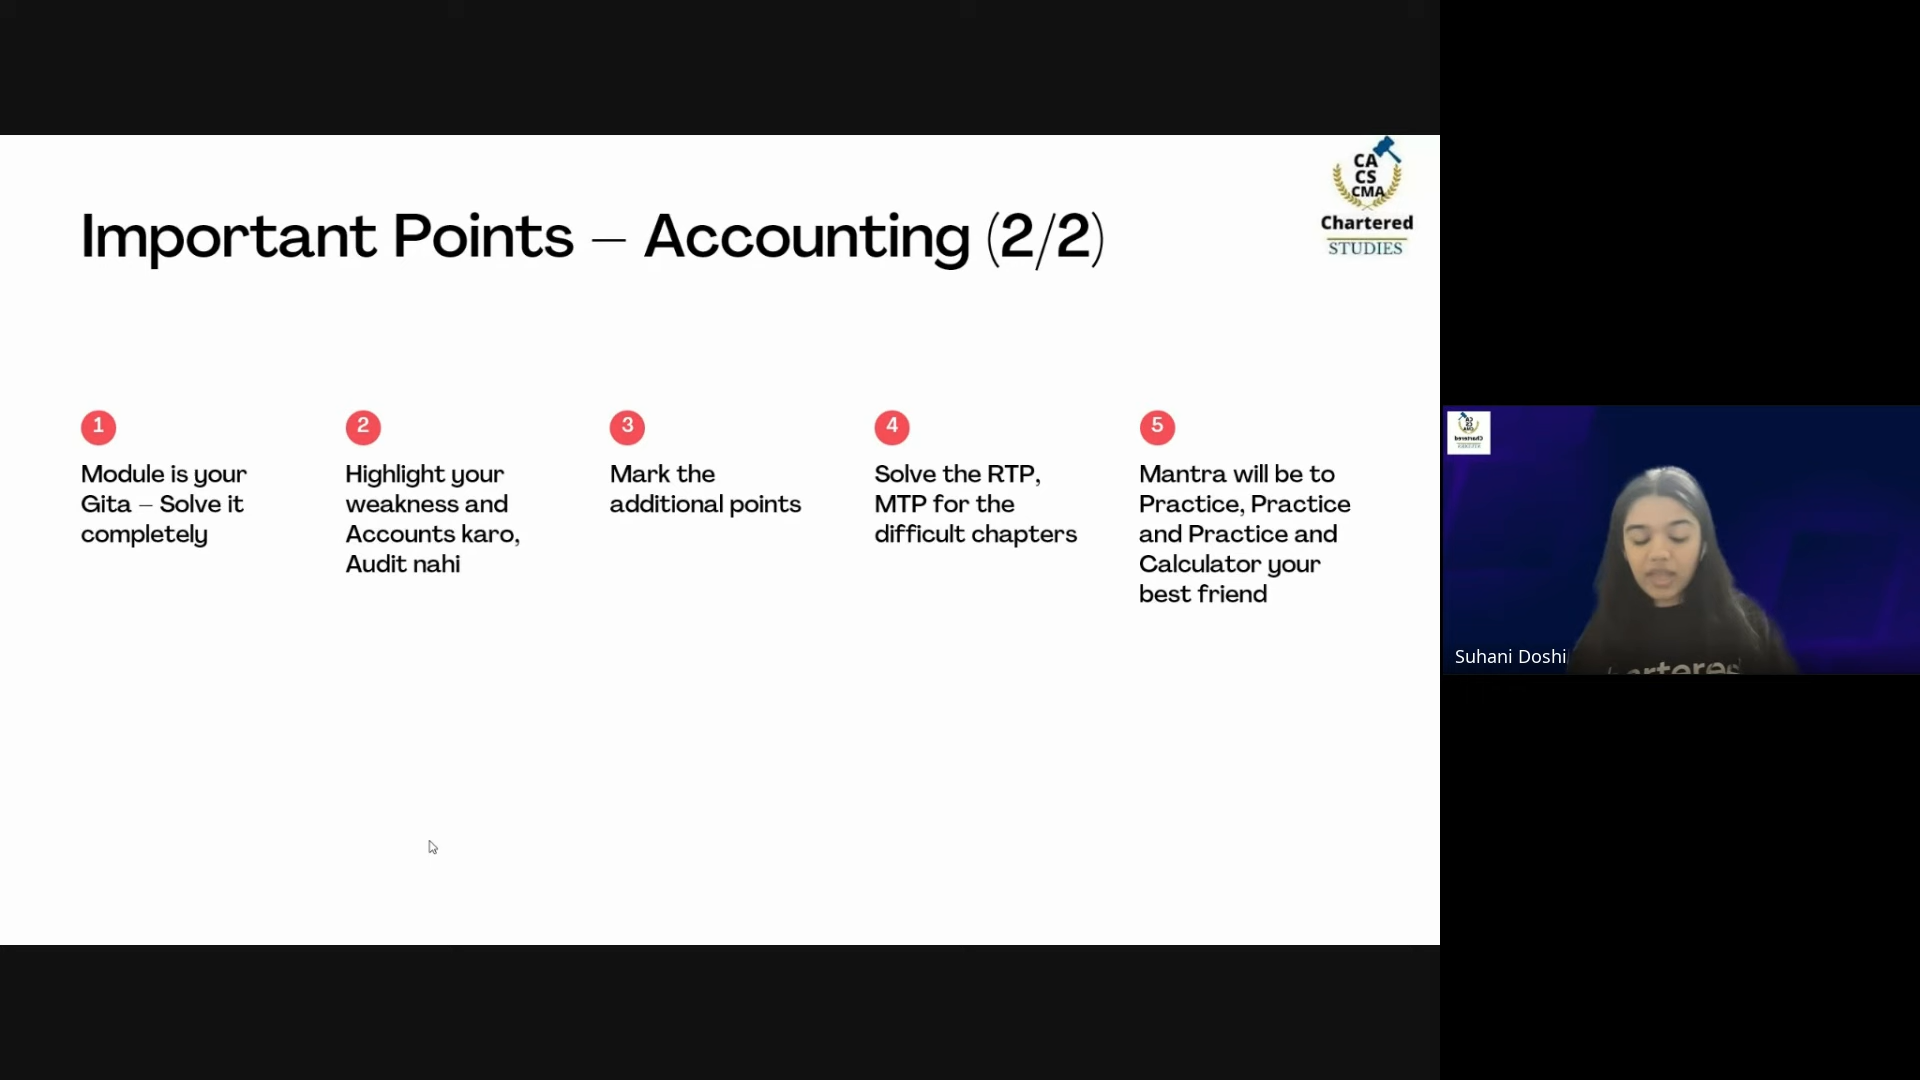 CA
CS
CMA
Chartered
STUDIES
Important Points – Accounting (2/2)
1
Module is your
Gita – Solve it
completely
2
Highlight your
weakness and
Accounts karo,
Audit nahi
3
Mark the
additional points
4
Solve the RTP,
MTP for the
difficult chapters
5
Mantra will be to
Practice, Practice
and Practice and
Calculator your
best friend
Suhani Doshi